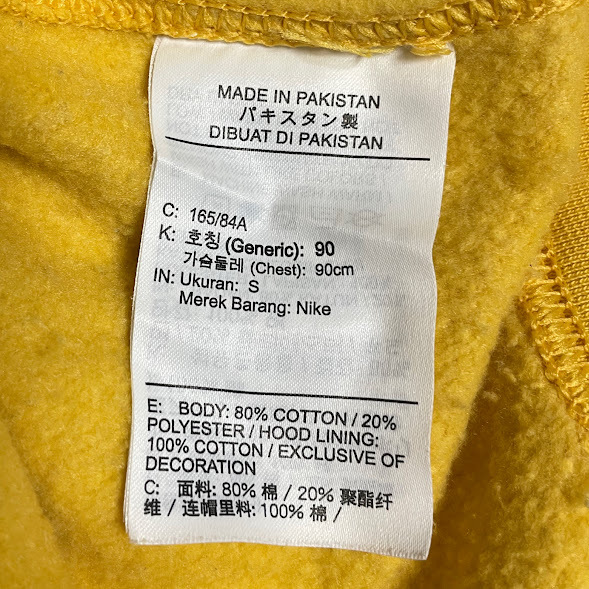 MADE IN PAKISTAN
パキスタン製
DIBUAT DI PAKISTAN
C: 165/84A
K: 호칭 (Generic): 90
가슴둘레 (Chest): 90cm
IN: Ukuran: S
Merek Barang: Nike
E: BODY: 80% COTTON / 20%
POLYESTER / HOOD LINING:
100% COTTON / EXCLUSIVE OF
DECORATION
C: 面料: 80% 棉 / 20% 聚酯纤
维 / 连帽里料: 100% 棉 /